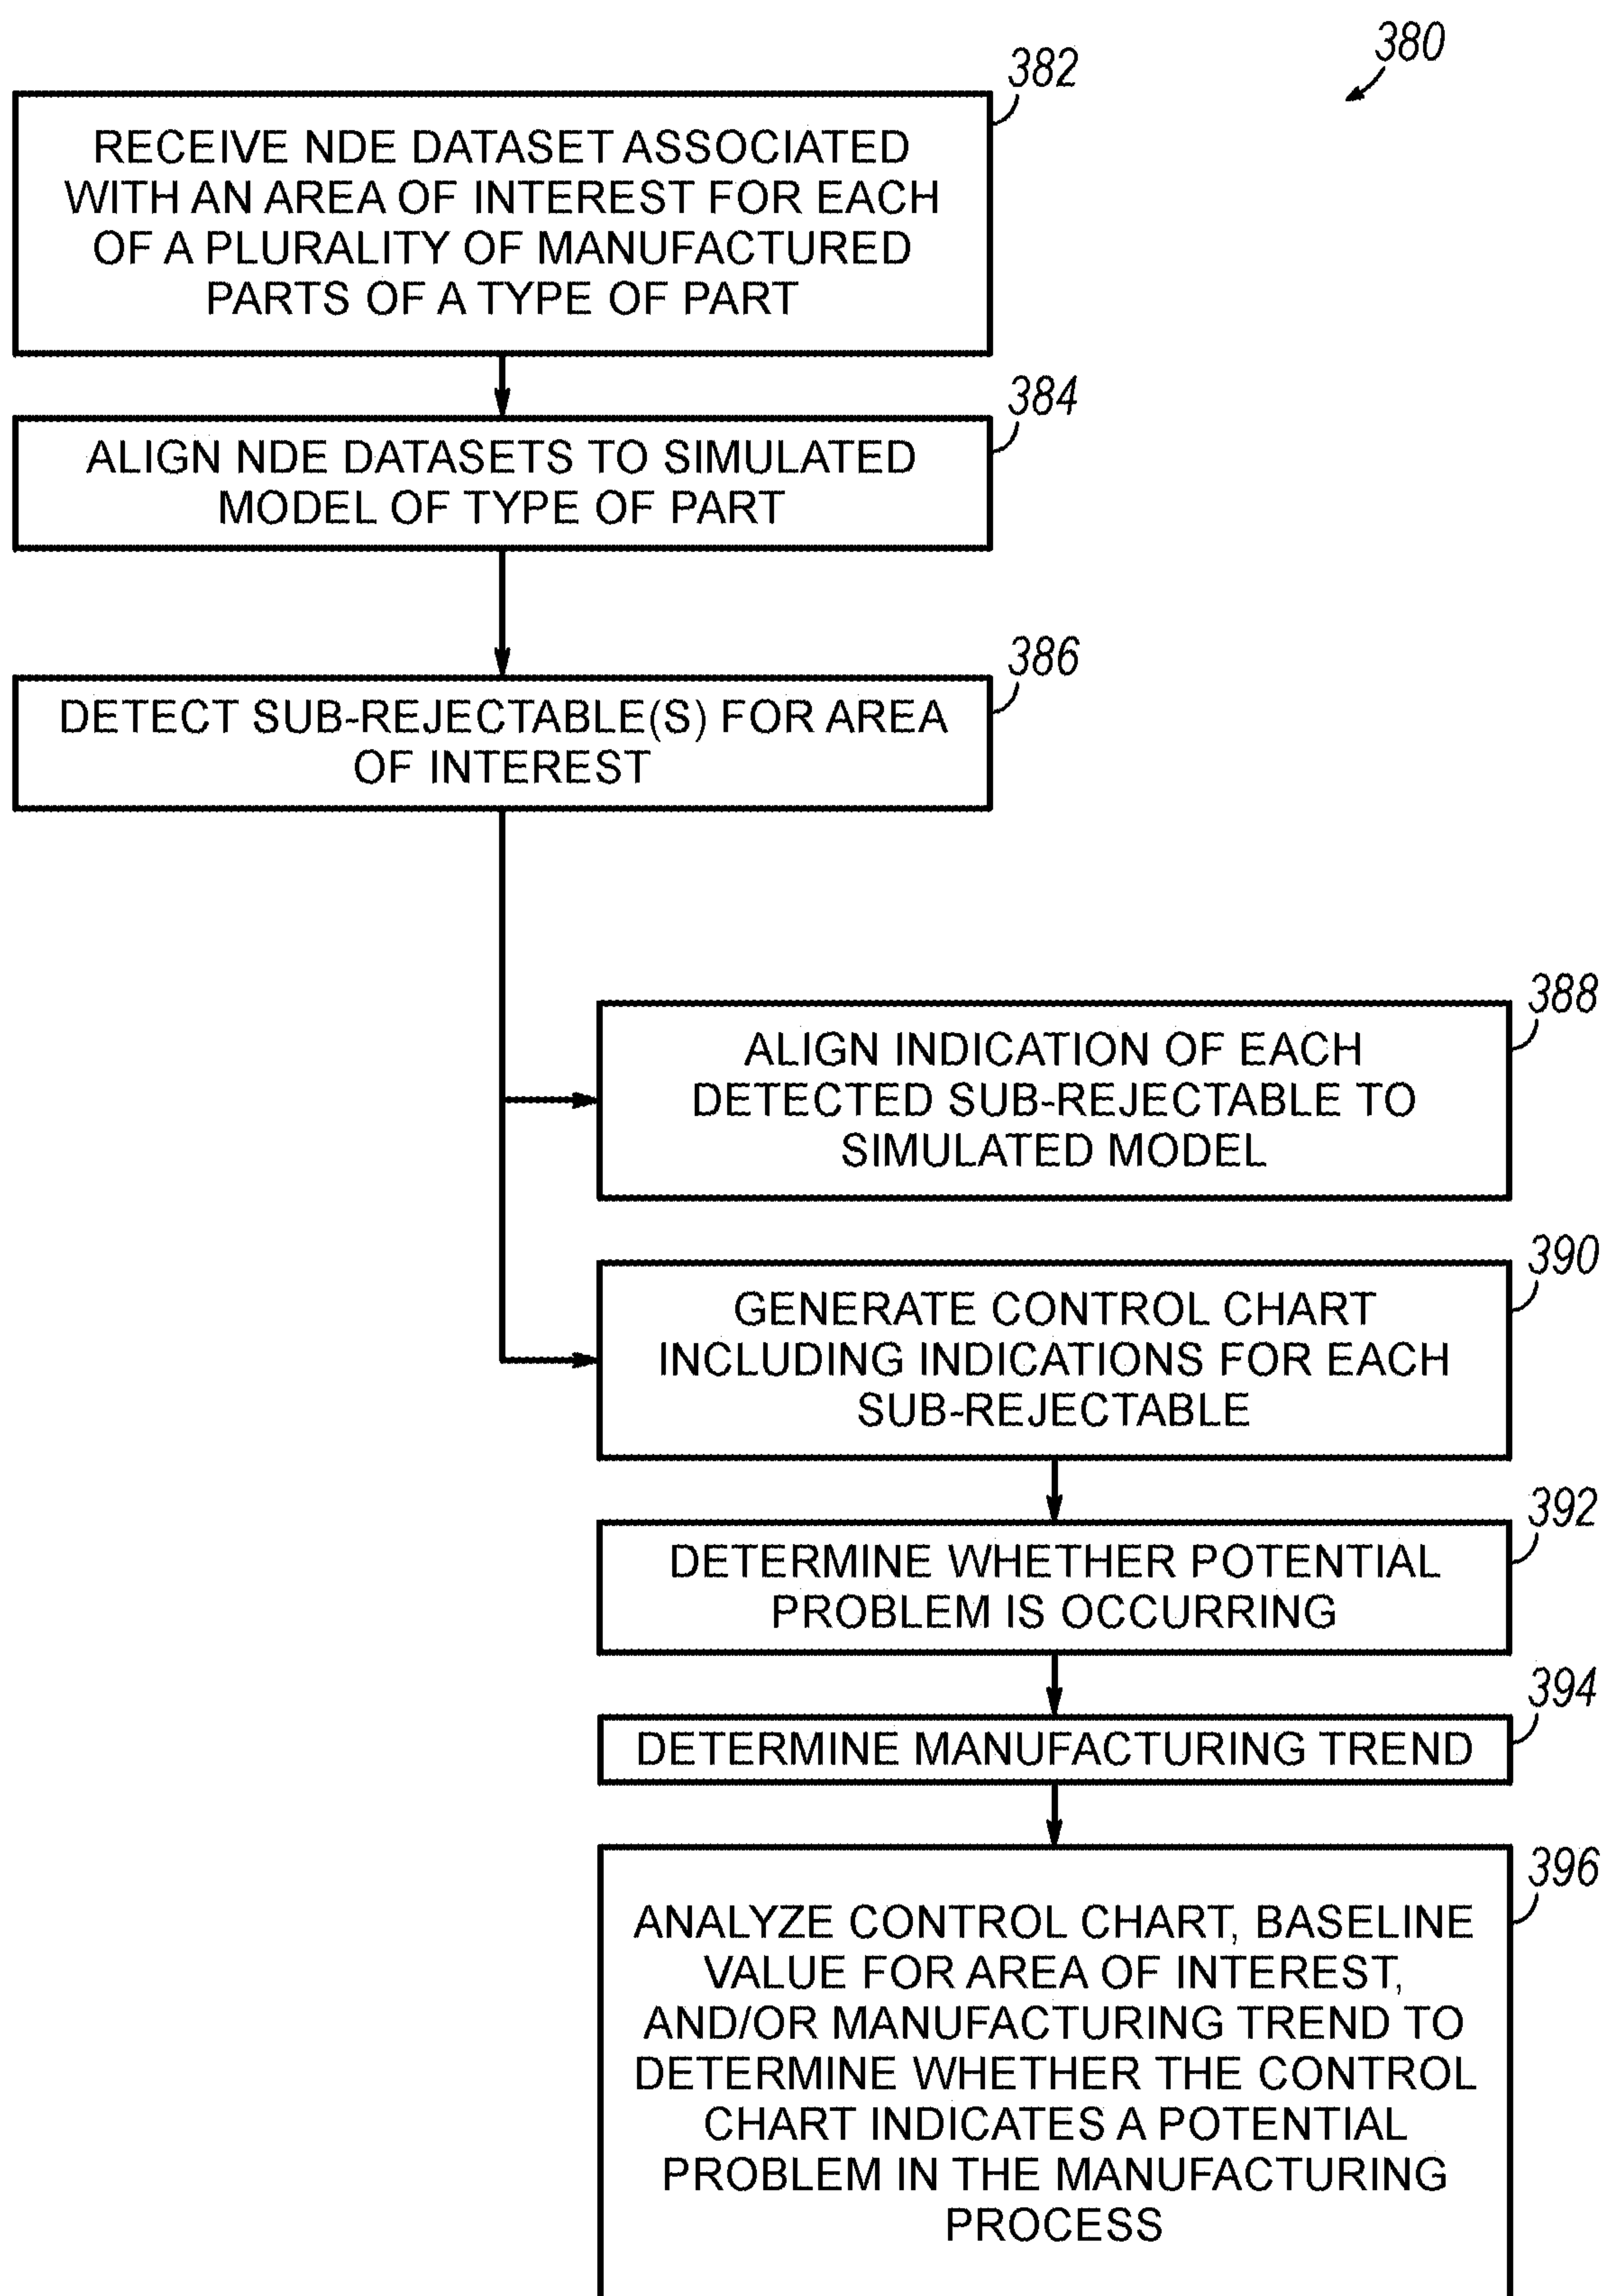 380
382
RECEIVE NDE DATASET ASSOCIATED
WITH AN AREA OF INTEREST FOR EACH
OF A PLURALITY OF MANUFACTURED
PARTS OF A TYPE OF PART
384
ALIGN NDE DATASETS TO SIMULATED
MODEL OF TYPE OF PART
386
DETECT SUB-REJECTABLE(S) FOR AREA
OF INTEREST
388
ALIGN INDICATION OF EACH
DETECTED SUB-REJECTABLE TO
SIMULATED MODEL
390
GENERATE CONTROL CHART
INCLUDING INDICATIONS FOR EACH
SUB-REJECTABLE
392
DETERMINE WHETHER POTENTIAL
PROBLEM IS OCCURRING
394
DETERMINE MANUFACTURING TREND
396
ANALYZE CONTROL CHART, BASELINE
VALUE FOR AREA OF INTEREST,
AND/OR MANUFACTURING TREND TO
DETERMINE WHETHER THE CONTROL
CHART INDICATES A POTENTIAL
PROBLEM IN THE MANUFACTURING
PROCESS